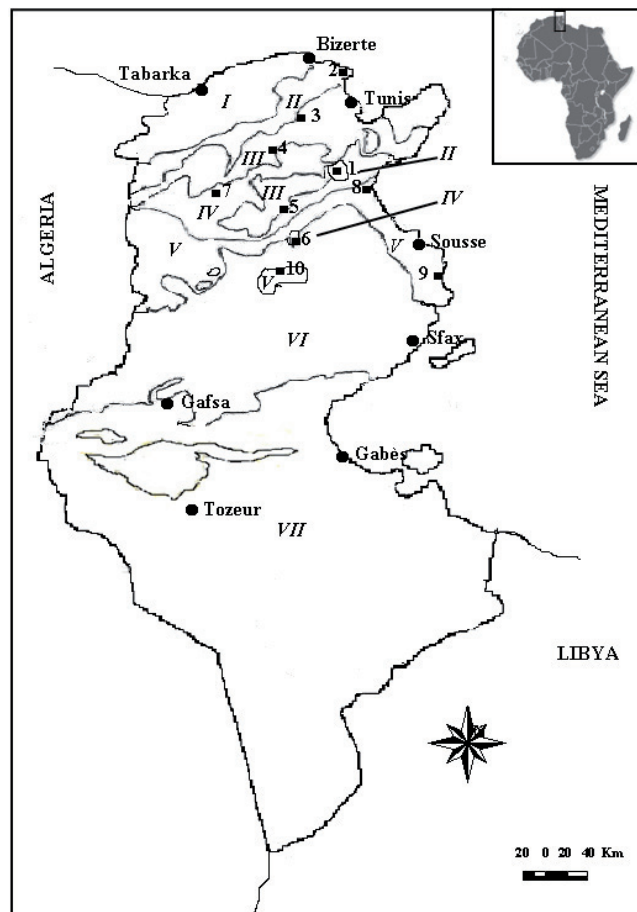 Bizerte
Tabarka
2
I
II
Tunis
3
III
4
1
II
7
III
8
IV
5
IV
6
V
V
Sousse
10
9
V
VI
Sfax
Gafsa
Gabès
Tozeur
VII
ALGERIA
MEDITERRANEAN SEA
LIBYA
N
20 0 20 40 Km